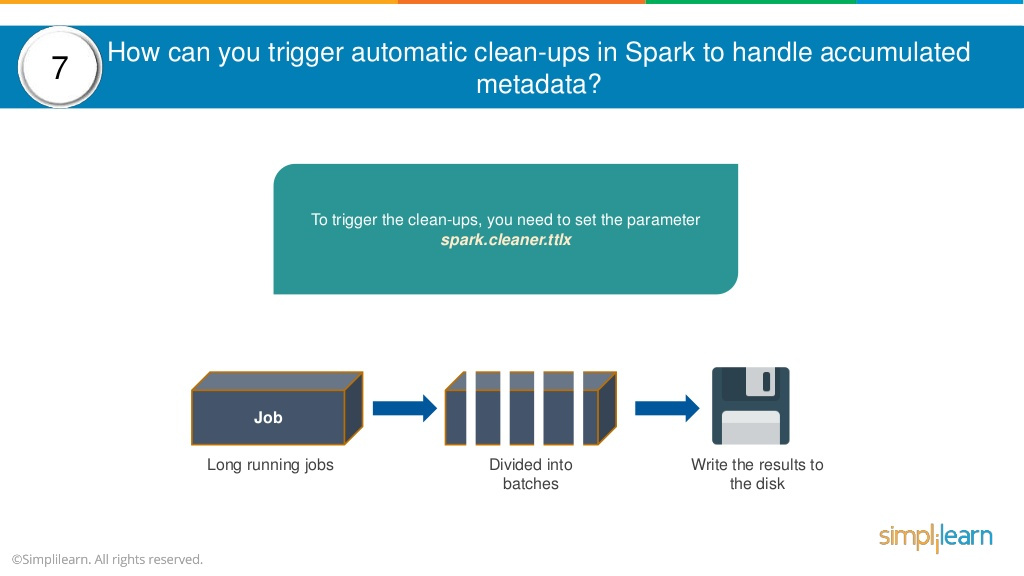 7
How can you trigger automatic clean-ups in Spark to handle accumulated
metadata?
To trigger the clean-ups, you need to set the parameter
spark.cleaner.ttlx
Job
Long running jobs
Divided into
batches
Write the results to
the disk
simplilearn
©Simplilearn. All rights reserved.